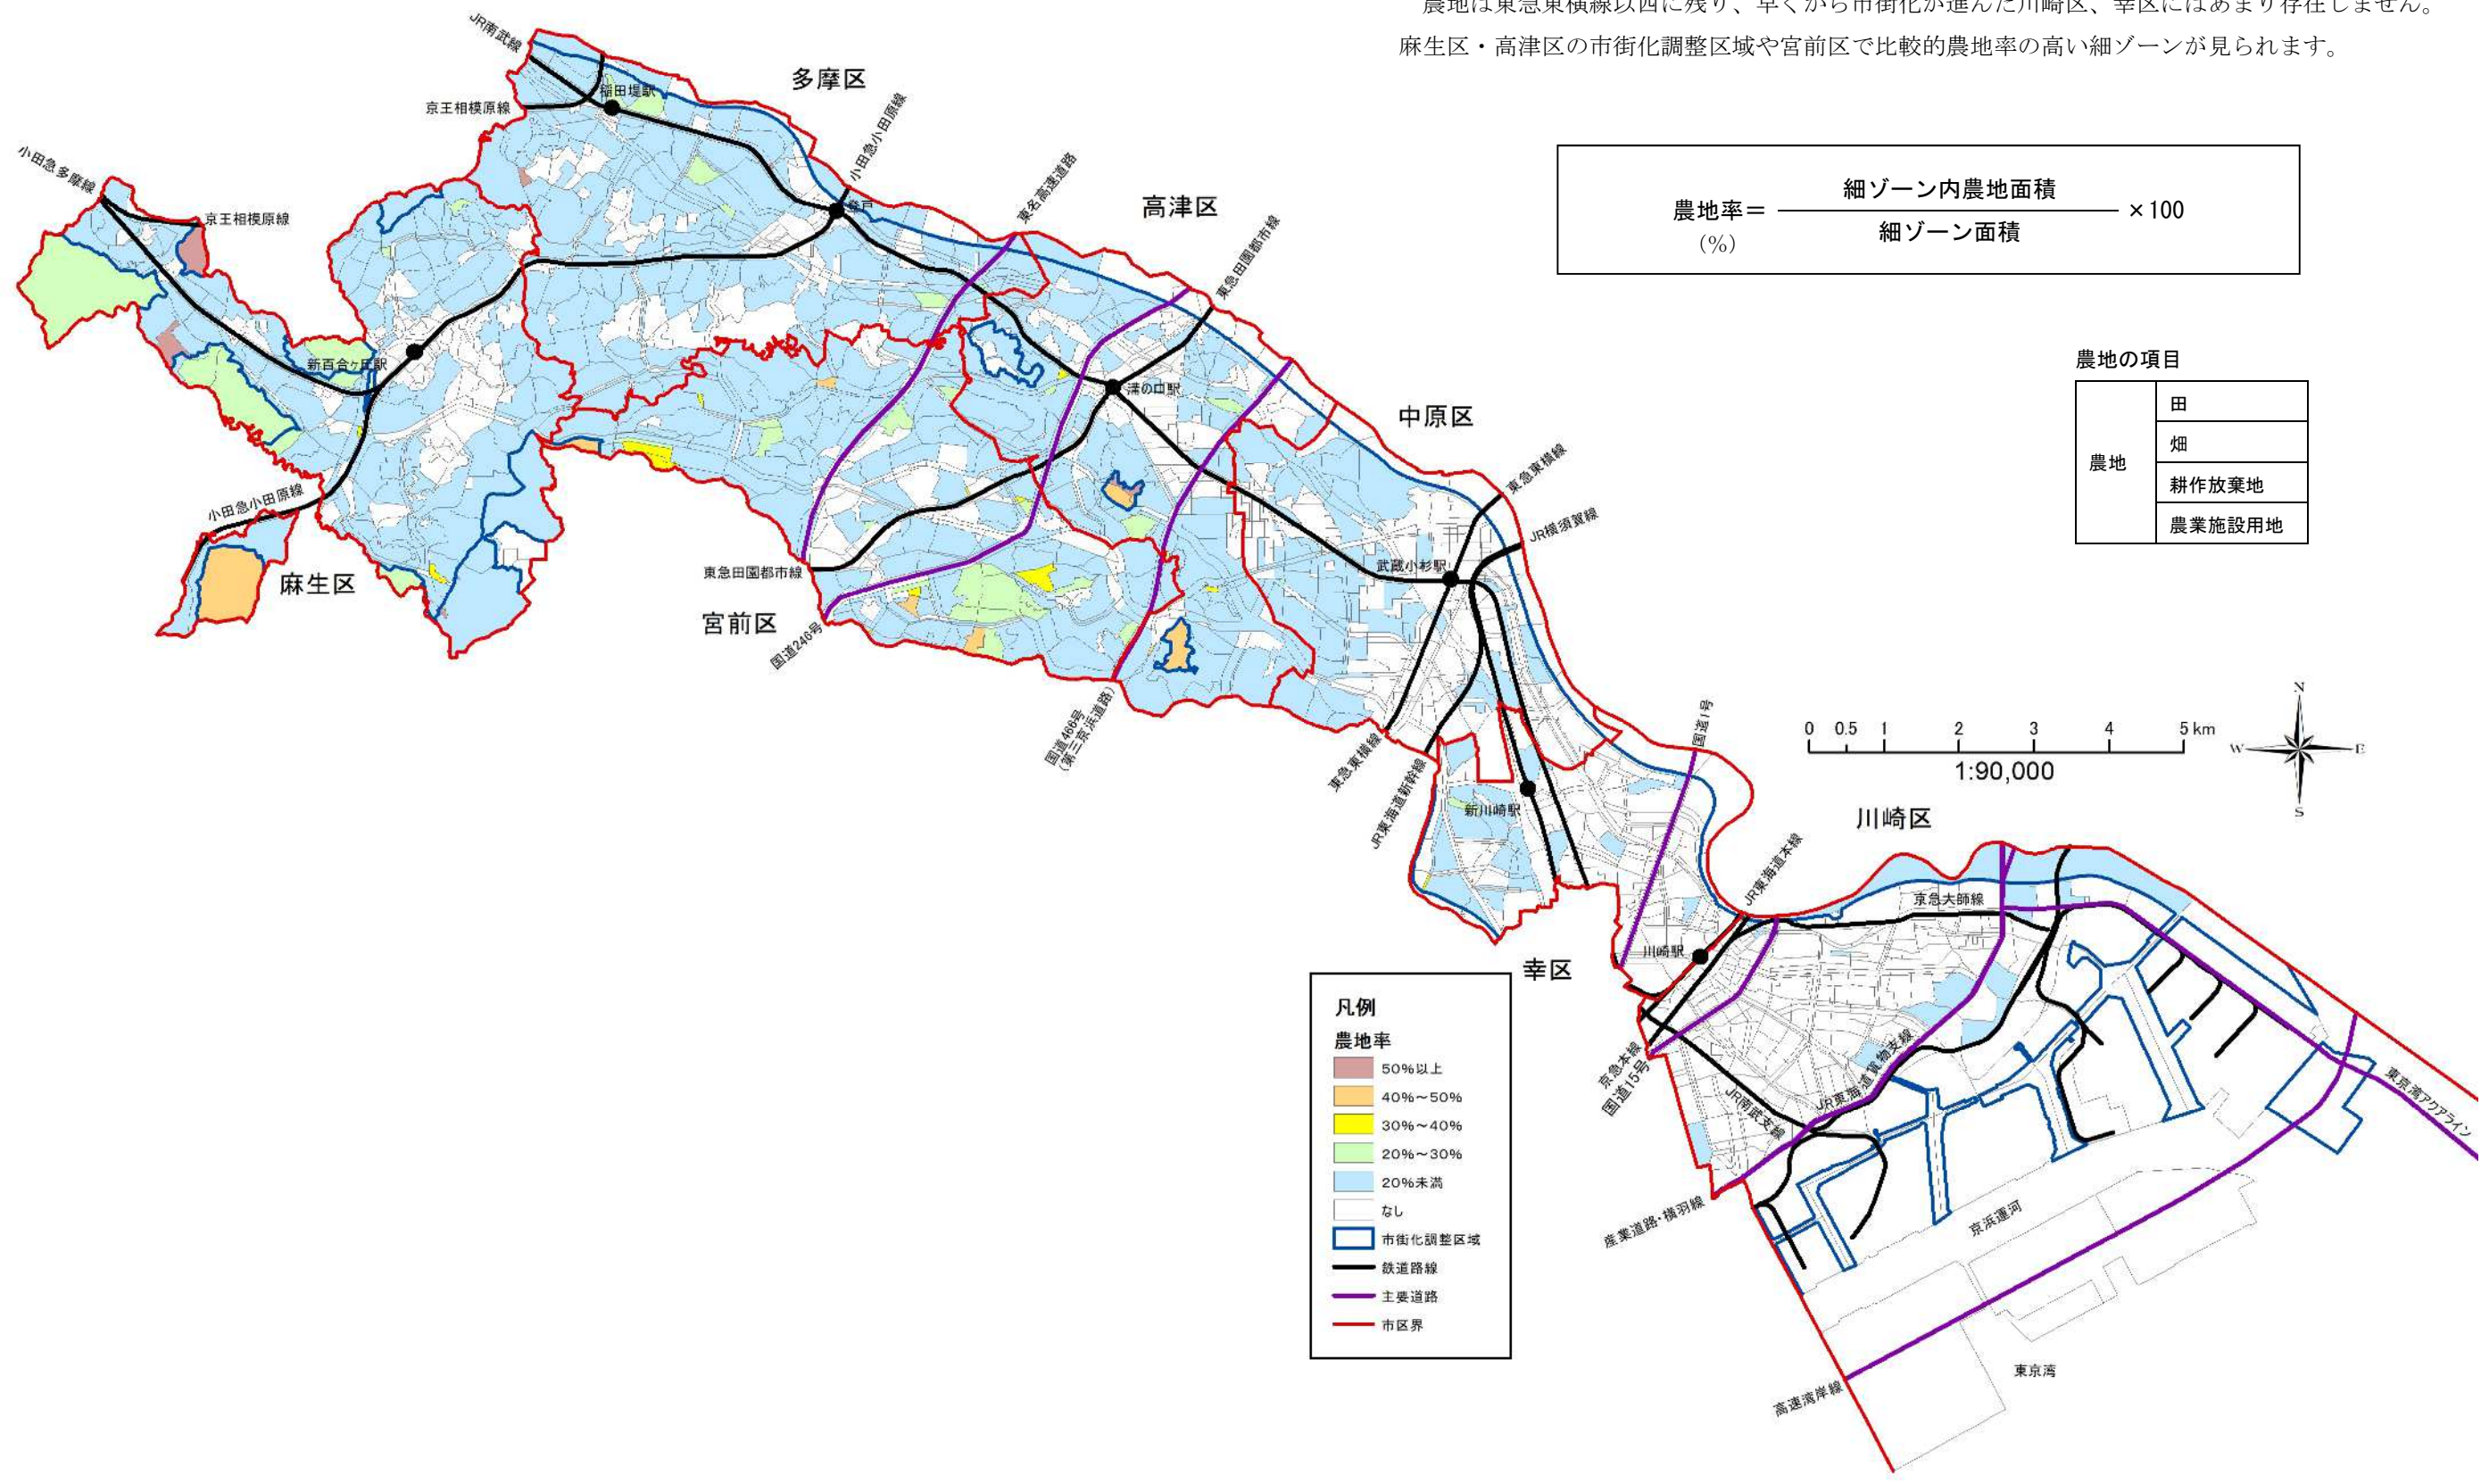 農地は東急東横線以西に残り、早くから市街化が進んだ川崎区、幸区にはあまり存在しません。
麻生区・高津区の市街化調整区域や宮前区で比較的農地率の高い細ゾーンが見られます。
農地率＝
（%）
細ゾーン内農地面積
細ゾーン面積
×100
農地の項目
農地
田
畑
耕作放棄地
農業施設用地
JR南武線
多摩区
稲田堤駅
京王相模原線
小田急小田原線
小田急多摩線
東名高速道路
登戸
高津区
京王相模原線
東急田園都市線
新百合ヶ丘駅
溝の口駅
中原区
東急東横線
小田急小田原線
JR横須賀線
武蔵小杉駅
東急田園都市線
麻生区
宮前区
国道246号
国道466号
（第三京浜道路）
東急東横線
JR東海道新幹線
新川崎駅
国道1号
0 0.5 1 2 3 4 5 km
1:90,000
N
W
E
S
川崎区
JR東海道本線
京急大師線
川崎駅
幸区
京急本線
国道15号
JR南武支線
JR東海道貨物支線
東京湾アクアライン
産業道路・横羽線
京浜運河
高速湾岸線
東京湾
凡例
農地率
50%以上
40%～50%
30%～40%
20%～30%
20%未満
なし
市街化調整区域
鉄道路線
主要道路
市区界